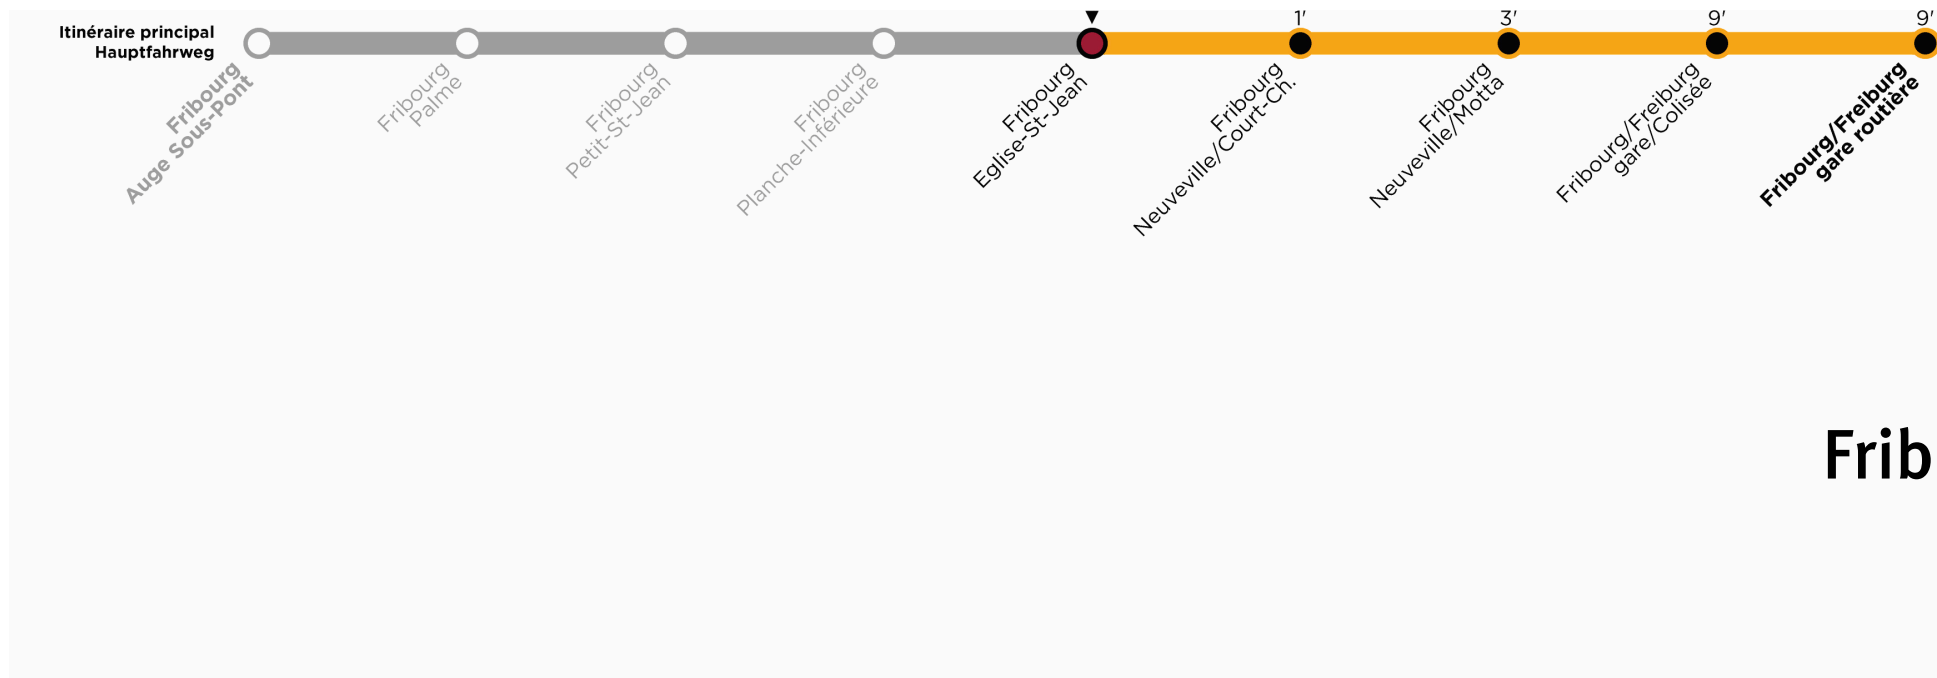 Itinéraire principal
Hauptfahrweg
▼
1'
3'
9'
9'
Fribourg
Auge Sous-Pont
Fribourg
Palme
Fribourg
Petit-St-Jean
Fribourg
Planche-Inférieure
Fribourg
Eglise-St-Jean
Fribourg
Neuveville/Court-Ch.
Fribourg
Neuveville/Motta
Fribourg/Freiburg
gare/Colisée
Fribourg/Freiburg
gare routière
Frib